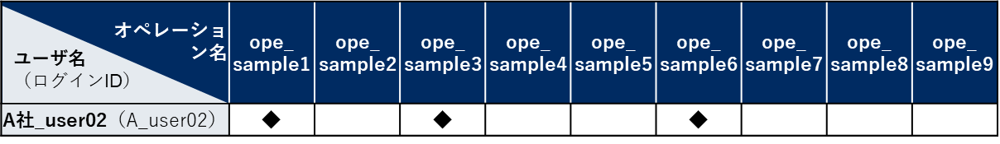 オペレーショ
ン名
ユーザ名
（ログインID）
ope_
sample1
ope_
sample2
ope_
sample3
ope_
sample4
ope_
sample5
ope_
sample6
ope_
sample7
ope_
sample8
ope_
sample9
A社_user02（A_user02） ◆ ◆ ◆